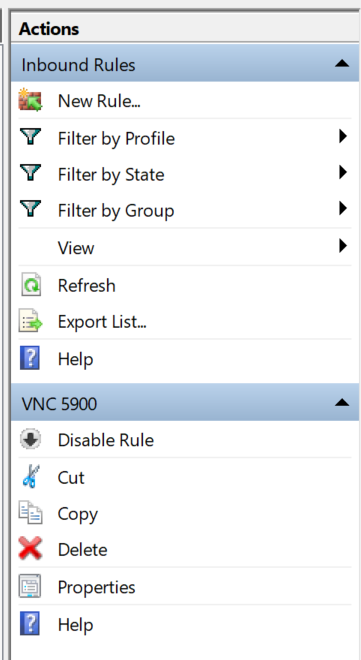 Actions
Inbound Rules
New Rule...
Filter by Profile
Filter by State
Filter by Group
View
Refresh
Export List...
Help
VNC 5900
Disable Rule
Cut
Copy
Delete
Properties
Help